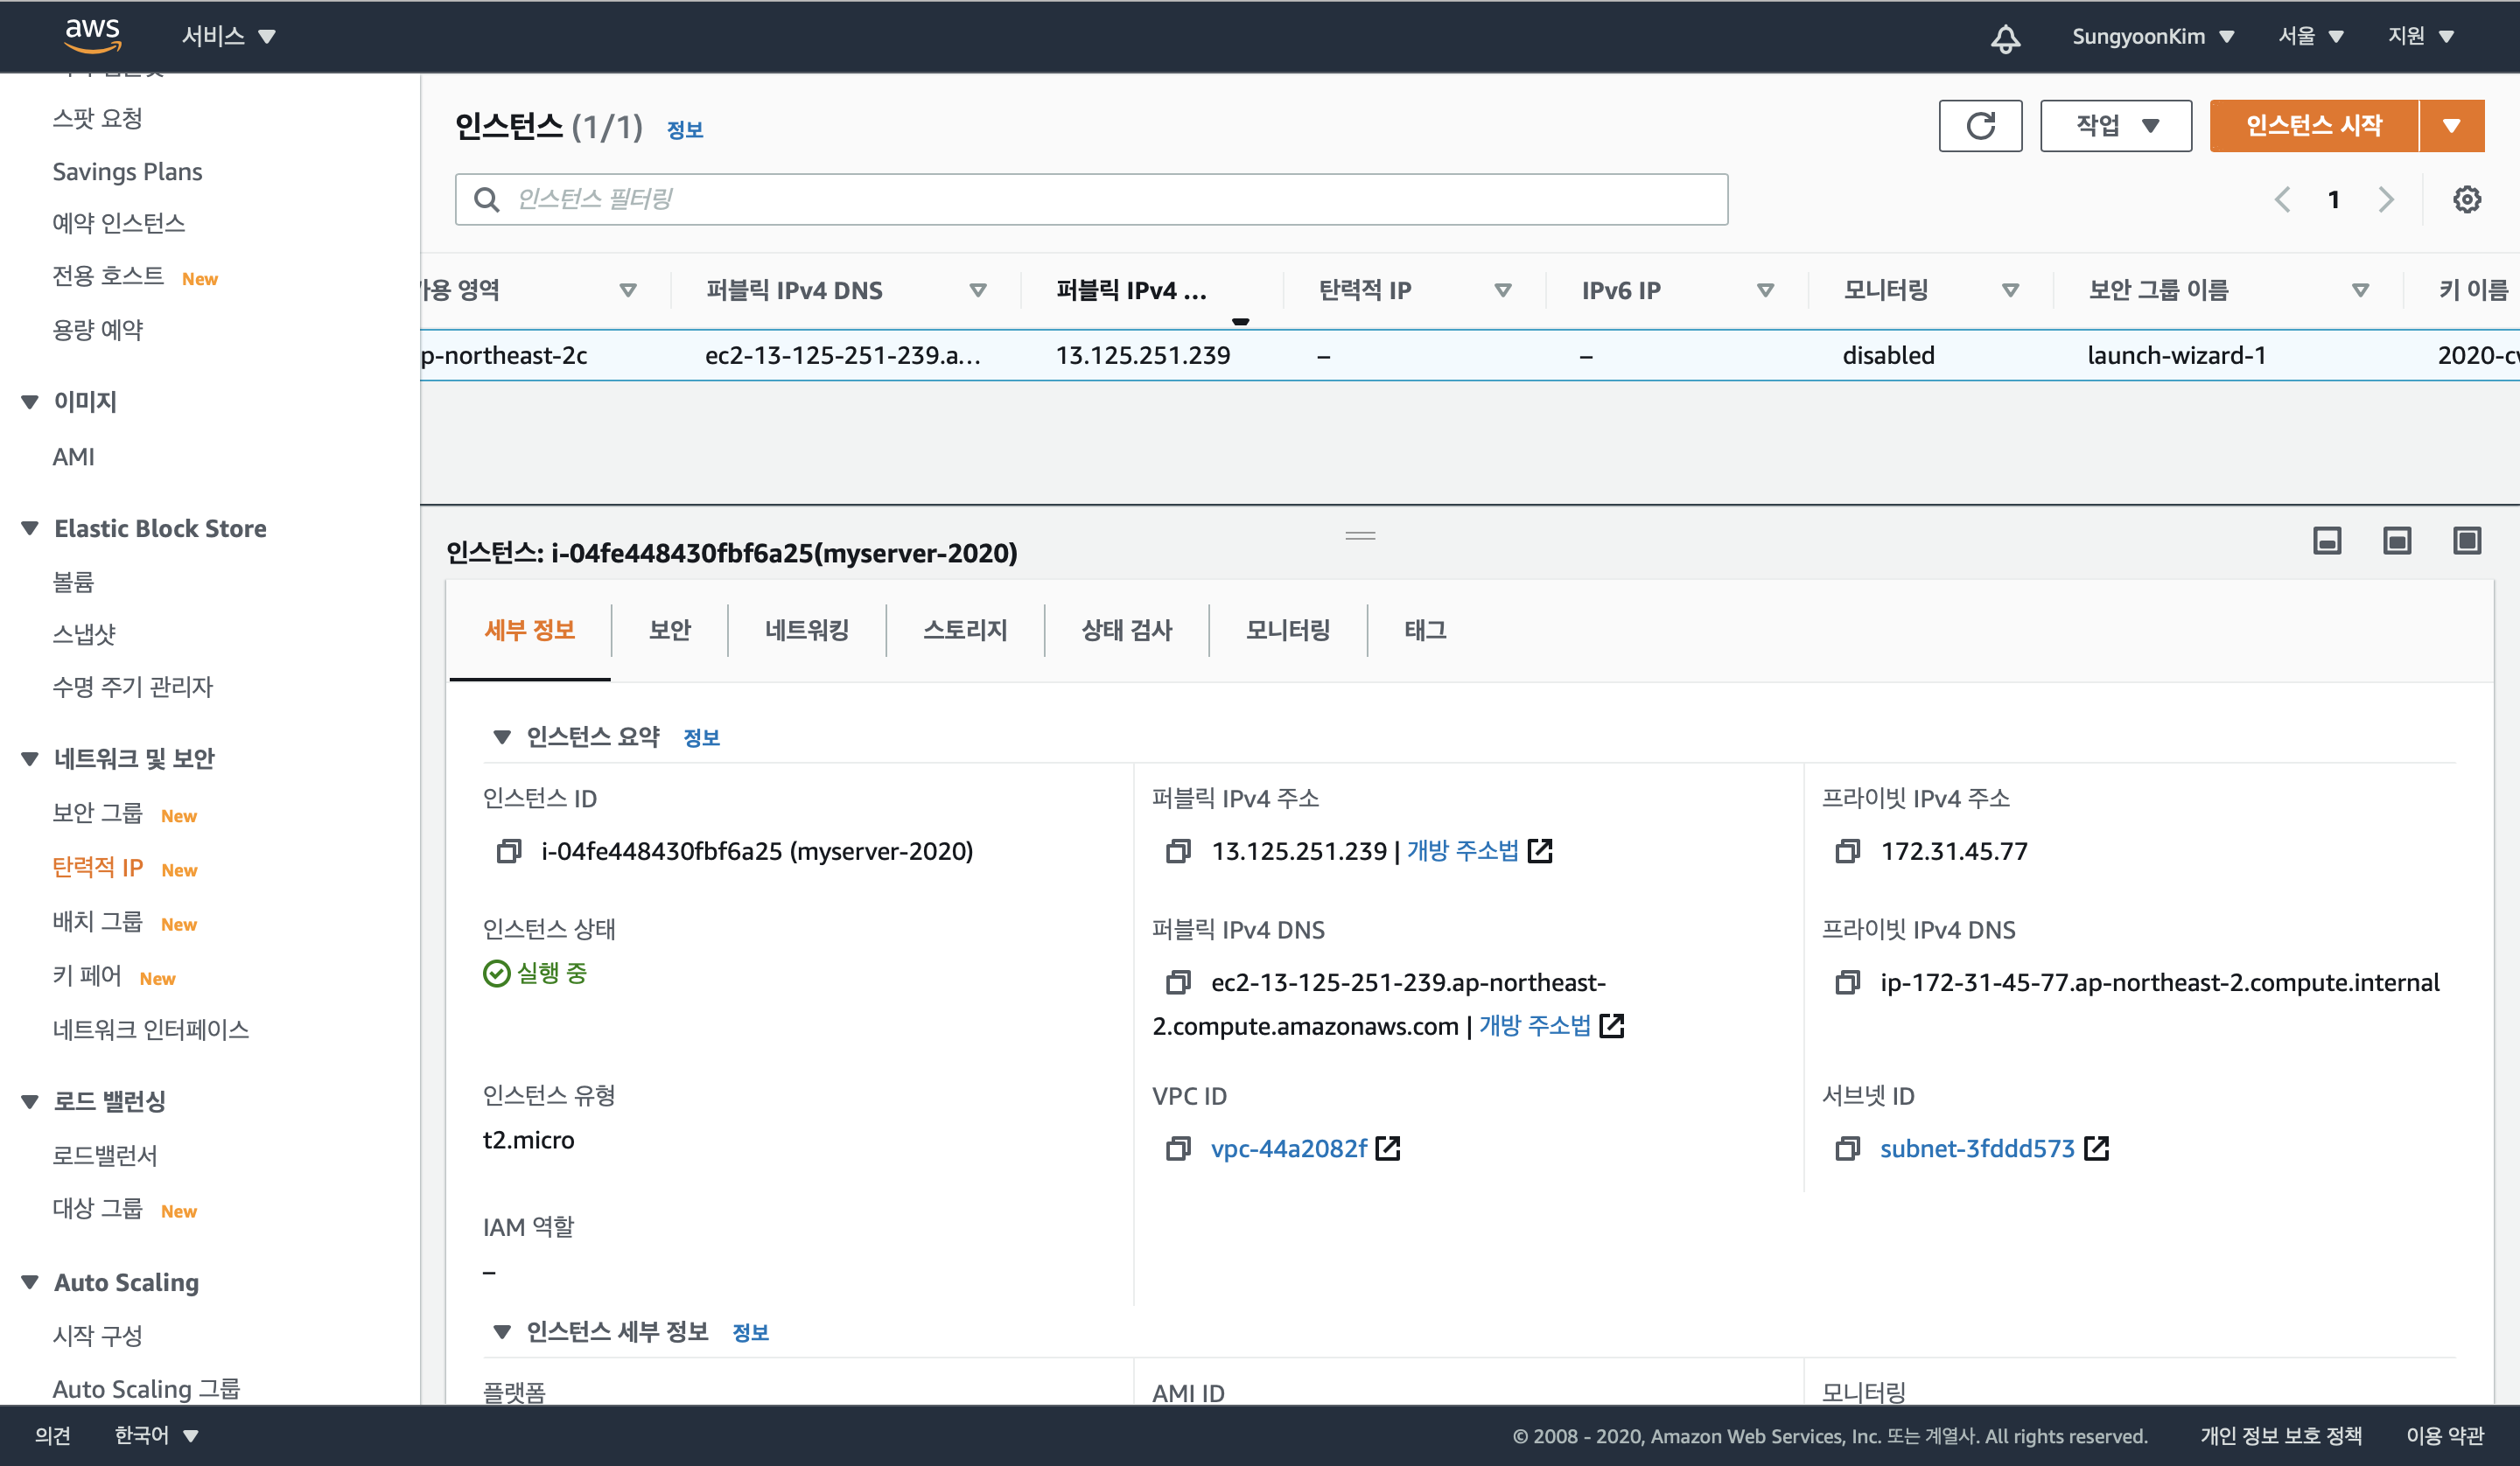 aws 서비스 SungyoonKim 서울 지원
스팟 요청
Savings Plans
예약 인스턴스
전용 호스트 New
용량 예약
이미지
AMI
Elastic Block Store
볼륨
스냅샷
수명 주기 관리자
네트워크 및 보안
보안 그룹 New
탄력적 IP New
배치 그룹 New
키 페어 New
네트워크 인터페이스
로드 밸런싱
로드밸런서
대상 그룹 New
Auto Scaling
시작 구성
Auto Scaling 그룹
인스턴스 (1/1) 정보
작업
인스턴스 시작
인스턴스 필터링
1
영역 퍼블릭 IPv4 DNS 퍼블릭 IPv4 ... 탄력적 IP IPv6 IP 모니터링 보안 그룹 이름 키 이름
p-northeast-2c ec2-13-125-251-239.a... 13.125.251.239 – – disabled launch-wizard-1
인스턴스: i-04fe448430fbf6a25(myserver-2020)
세부 정보 보안 네트워킹 스토리지 상태 검사 모니터링 태그
인스턴스 요약 정보
인스턴스 ID
i-04fe448430fbf6a25 (myserver-2020)
퍼블릭 IPv4 주소
13.125.251.239 | 개방 주소법
프라이빗 IPv4 주소
172.31.45.77
인스턴스 상태
실행 중
퍼블릭 IPv4 DNS
ec2-13-125-251-239.ap-northeast-
2.compute.amazonaws.com | 개방 주소법
프라이빗 IPv4 DNS
ip-172-31-45-77.ap-northeast-2.compute.internal
인스턴스 유형
t2.micro
VPC ID
vpc-44a2082f
서브넷 ID
subnet-3fddd573
IAM 역할
–
인스턴스 세부 정보 정보
플랫폼
AMI ID
모니터링
의견 한국어 © 2008 - 2020, Amazon Web Services, Inc. 또는 계열사. All rights reserved. 개인 정보 보호 정책 이용 약관